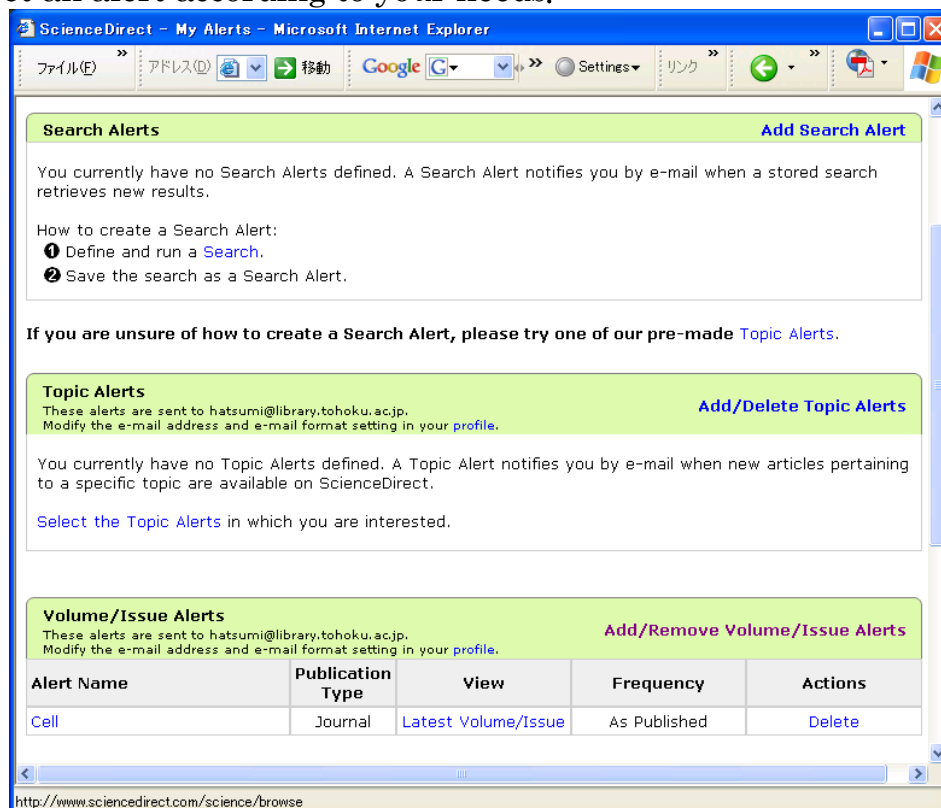 et an alert according to your needs.
ScienceDirect - My Alerts - Microsoft Internet Explorer
ファイル(F) » アドレス(D) 移動 Google G » Settings リンク » »
Search Alerts Add Search Alert
You currently have no Search Alerts defined. A Search Alert notifies you by e-mail when a stored search
retrieves new results.
How to create a Search Alert:
❶ Define and run a Search.
❷ Save the search as a Search Alert.
If you are unsure of how to create a Search Alert, please try one of our pre-made Topic Alerts.
Topic Alerts
These alerts are sent to hatsumi@library.tohoku.ac.jp.
Add/Delete Topic Alerts
Modify the e-mail address and e-mail format setting in your profile.
You currently have no Topic Alerts defined. A Topic Alert notifies you by e-mail when new articles pertaining
to a specific topic are available on ScienceDirect.
Select the Topic Alerts in which you are interested.
Volume/Issue Alerts
These alerts are sent to hatsumi@library.tohoku.ac.jp.
Add/Remove Volume/Issue Alerts
Modify the e-mail address and e-mail format setting in your profile.
Alert Name Publication Type View Frequency Actions
Cell Journal Latest Volume/Issue As Published Delete
http://www.sciencedirect.com/science/browse